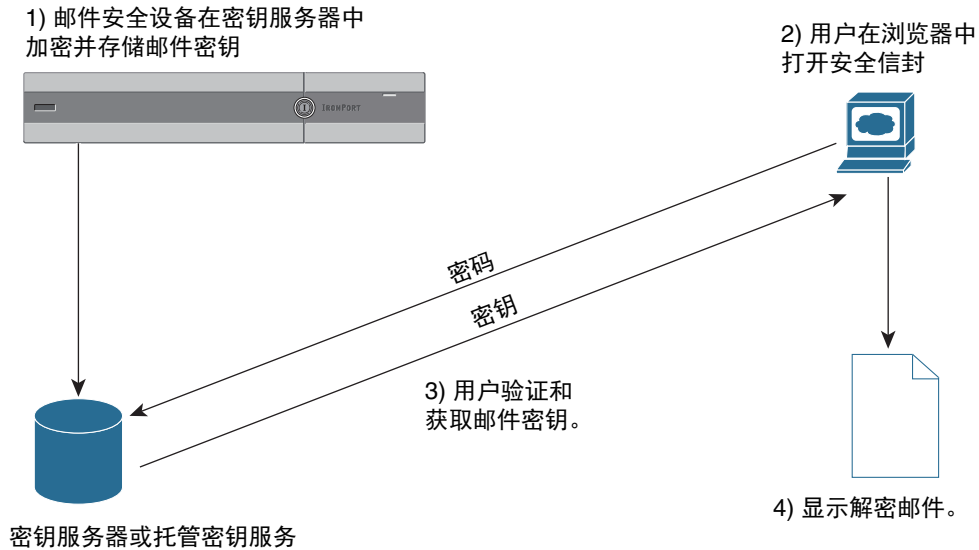 1) 邮件安全设备在密钥服务器中
加密并存储邮件密钥
2) 用户在浏览器中
打开安全信封
IRONPORT
密码
密钥
3) 用户验证和
获取邮件密钥。
4) 显示解密邮件。
密钥服务器或托管密钥服务